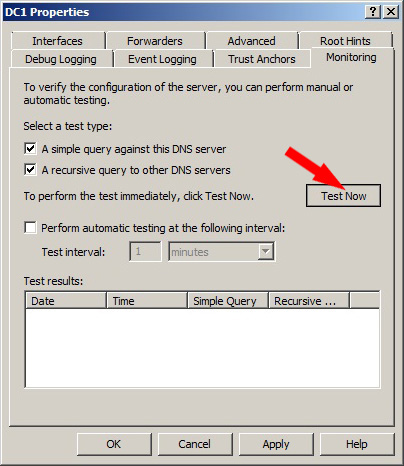 DC1 Properties
Interfaces Forwarders Advanced Root Hints
Debug Logging Event Logging Trust Anchors Monitoring
To verify the configuration of the server, you can perform manual or
automatic testing.
Select a test type:
A simple query against this DNS server
A recursive query to other DNS servers
To perform the test immediately, click Test Now. Test Now
Perform automatic testing at the following interval:
Test interval: 1 minutes
Test results:
Date Time Simple Query Recursive ...
OK Cancel Apply Help